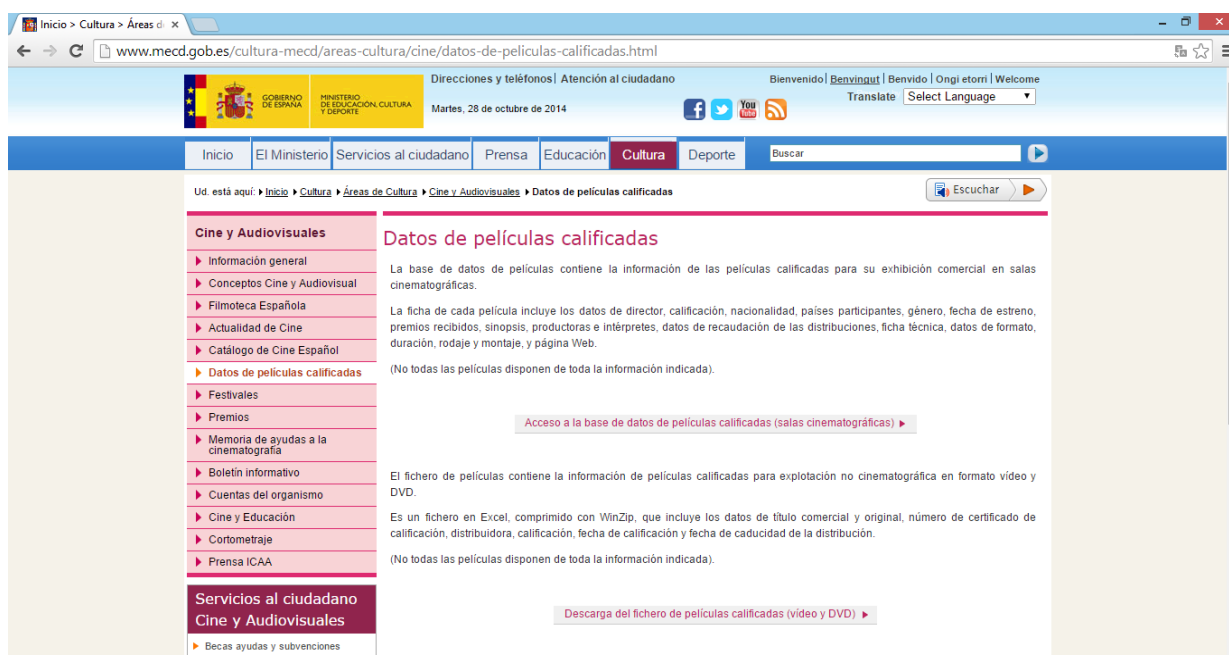 Inicio > Cultura > Áreas d
www.mecd.gob.es/cultura-mecd/areas-cultura/cine/datos-de-peliculas-calificadas.html
GOBIERNO
DE ESPAÑA
MINISTERIO
DE EDUCACIÓN, CULTURA
Y DEPORTE
Direcciones y teléfonos| Atención al ciudadano
Martes, 28 de octubre de 2014
Bienvenido| Benvingut | Benvido | Ongi etorri | Welcome
Translate Select Language
You
Tube
Inicio El Ministerio Servicios al ciudadano Prensa Educación Cultura Deporte Buscar
Ud. está aquí: Inicio Cultura Áreas de Cultura Cine y Audiovisuales Datos de películas calificadas
Escuchar
Cine y Audiovisuales
Información general
Conceptos Cine y Audiovisual
Filmoteca Española
Actualidad de Cine
Catálogo de Cine Español
Datos de películas calificadas
Festivales
Premios
Memoria de ayudas a la
cinematografía
Boletín informativo
Cuentas del organismo
Cine y Educación
Cortometraje
Prensa ICAA
Servicios al ciudadano
Cine y Audiovisuales
Becas ayudas y subvenciones
Datos de películas calificadas
La base de datos de películas contiene la información de las películas calificadas para su exhibición comercial en salas
cinematográficas.
La ficha de cada película incluye los datos de director, calificación, nacionalidad, países participantes, género, fecha de estreno,
premios recibidos, sinopsis, productoras e intérpretes, datos de recaudación de las distribuciones, ficha técnica, datos de formato,
duración, rodaje y montaje, y página Web.
(No todas las películas disponen de toda la información indicada).
Acceso a la base de datos de películas calificadas (salas cinematográficas)
El fichero de películas contiene la información de películas calificadas para explotación no cinematográfica en formato vídeo y
DVD.
Es un fichero en Excel, comprimido con WinZip, que incluye los datos de título comercial y original, número de certificado de
calificación, distribuidora, calificación, fecha de calificación y fecha de caducidad de la distribución.
(No todas las películas disponen de toda la información indicada).
Descarga del fichero de películas calificadas (vídeo y DVD)